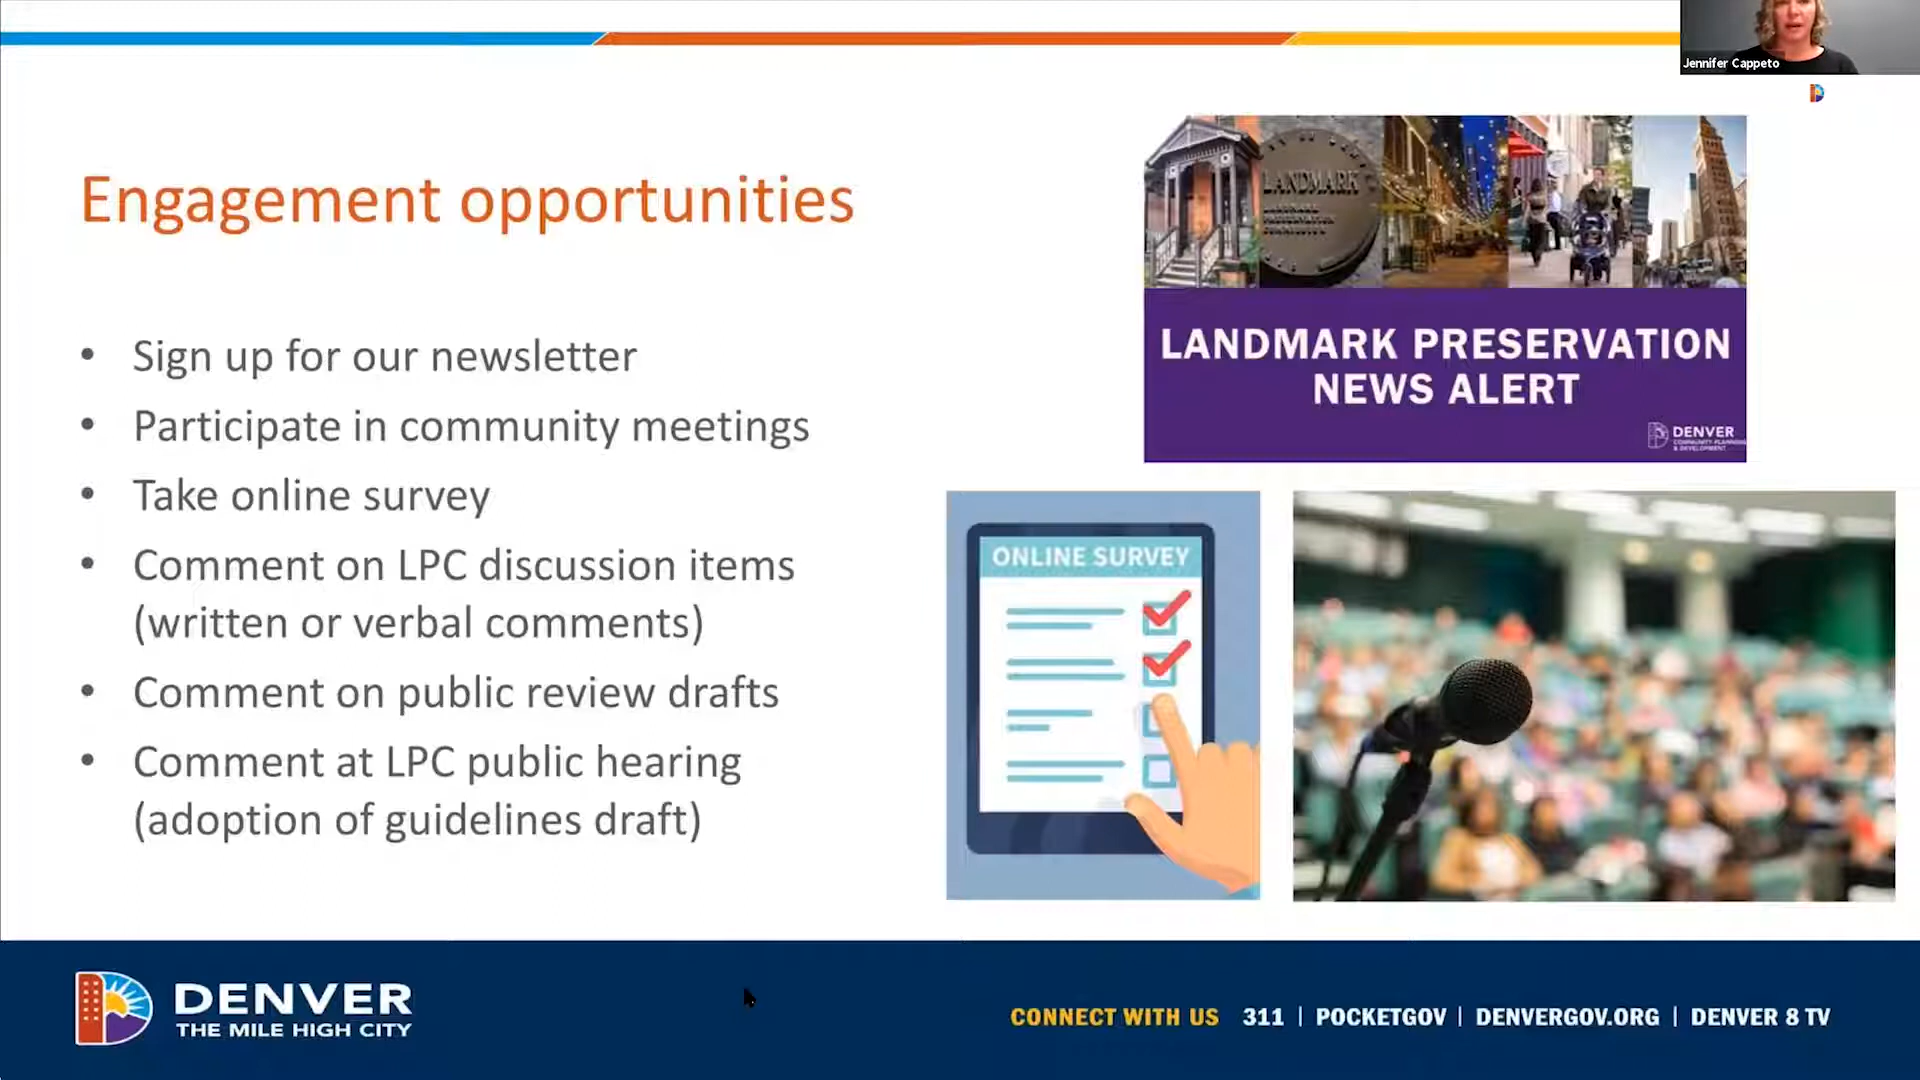 Jennifer Cappeto
Engagement opportunities
• Sign up for our newsletter
• Participate in community meetings
• Take online survey
• Comment on LPC discussion items
(written or verbal comments)
• Comment on public review drafts
• Comment at LPC public hearing
(adoption of guidelines draft)
LANDMARK
LANDMARK PRESERVATION
NEWS ALERT
DENVER
COMMUNITY PLANNING
& DEVELOPMENT
ONLINE SURVEY
DENVER
THE MILE HIGH CITY
CONNECT WITH US 311 | POCKETGOV | DENVERGOV.ORG | DENVER 8 TV